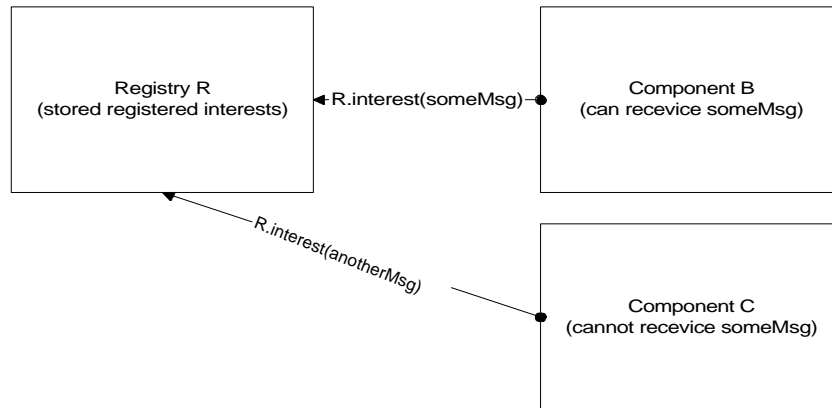 Registry R
(stored registered interests)
R.interest(someMsg)
Component B
(can recevice someMsg)
R.interest(anotherMsg)
Component C
(cannot recevice someMsg)